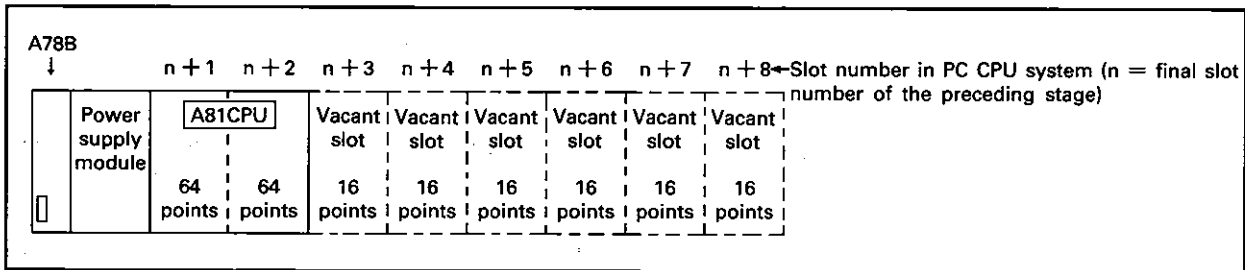 A78B
↓ n+1 n+2 n+3 n+4 n+5 n+6 n+7 n+8←Slot number in PC CPU system (n = final slot
number of the preceding stage)
Power A81CPU Vacant Vacant Vacant Vacant Vacant Vacant
supply slot slot slot slot slot slot
module
64 64 16 16 16 16 16 16
points points points points points points points points